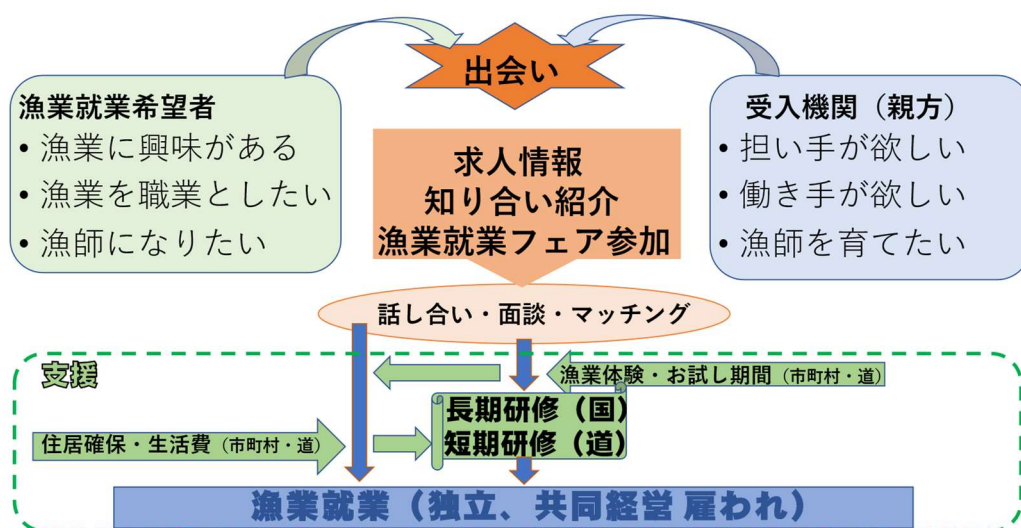 出会い
漁業就業希望者
• 漁業に興味がある
• 漁業を職業としたい
• 漁師になりたい
受入機関（親方）
• 担い手が欲しい
• 働き手が欲しい
• 漁師を育てたい
求人情報
知り合い紹介
漁業就業フェア参加
話し合い・面談・マッチング
支援
漁業体験・お試し期間（市町村・道）
長期研修（国）
短期研修（道）
住居確保・生活費（市町村・道）
漁業就業（独立、共同経営 雇われ）